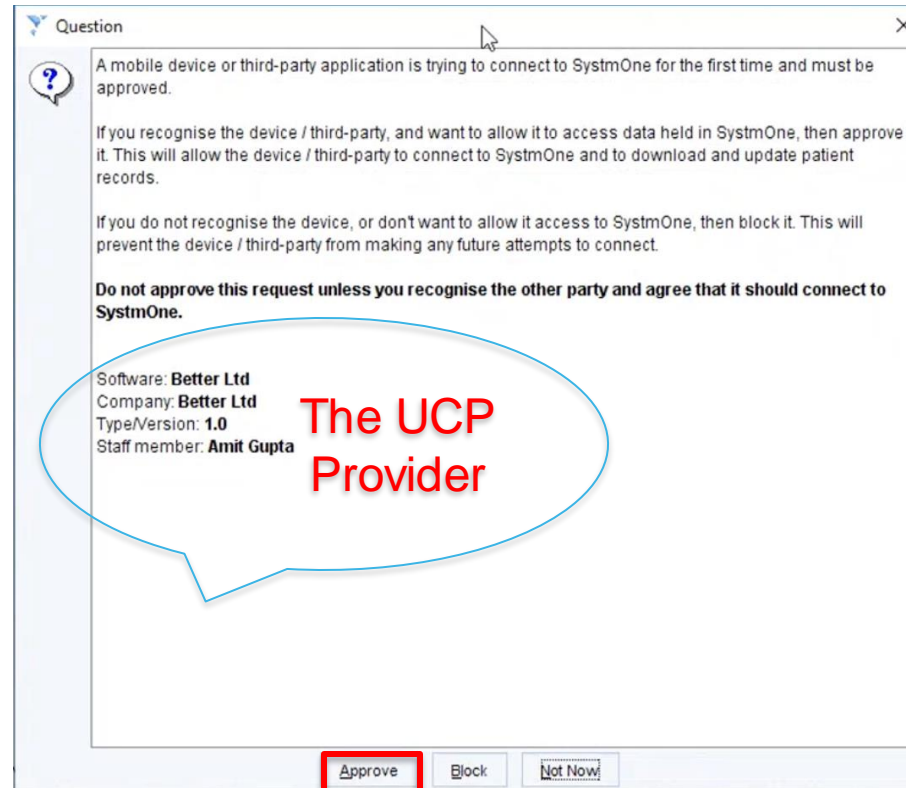 Question
A mobile device or third-party application is trying to connect to SystmOne for the first time and must be
approved.
If you recognise the device / third-party, and want to allow it to access data held in SystmOne, then approve
it. This will allow the device / third-party to connect to SystmOne and to download and update patient
records.
If you do not recognise the device, or don't want to allow it access to SystmOne, then block it. This will
prevent the device / third-party from making any future attempts to connect.
Do not approve this request unless you recognise the other party and agree that it should connect to
SystmOne.
Software: Better Ltd
Company: Better Ltd
Type/Version: 1.0
Staff member: Amit Gupta
The UCP
Provider
Approve Block Not Now